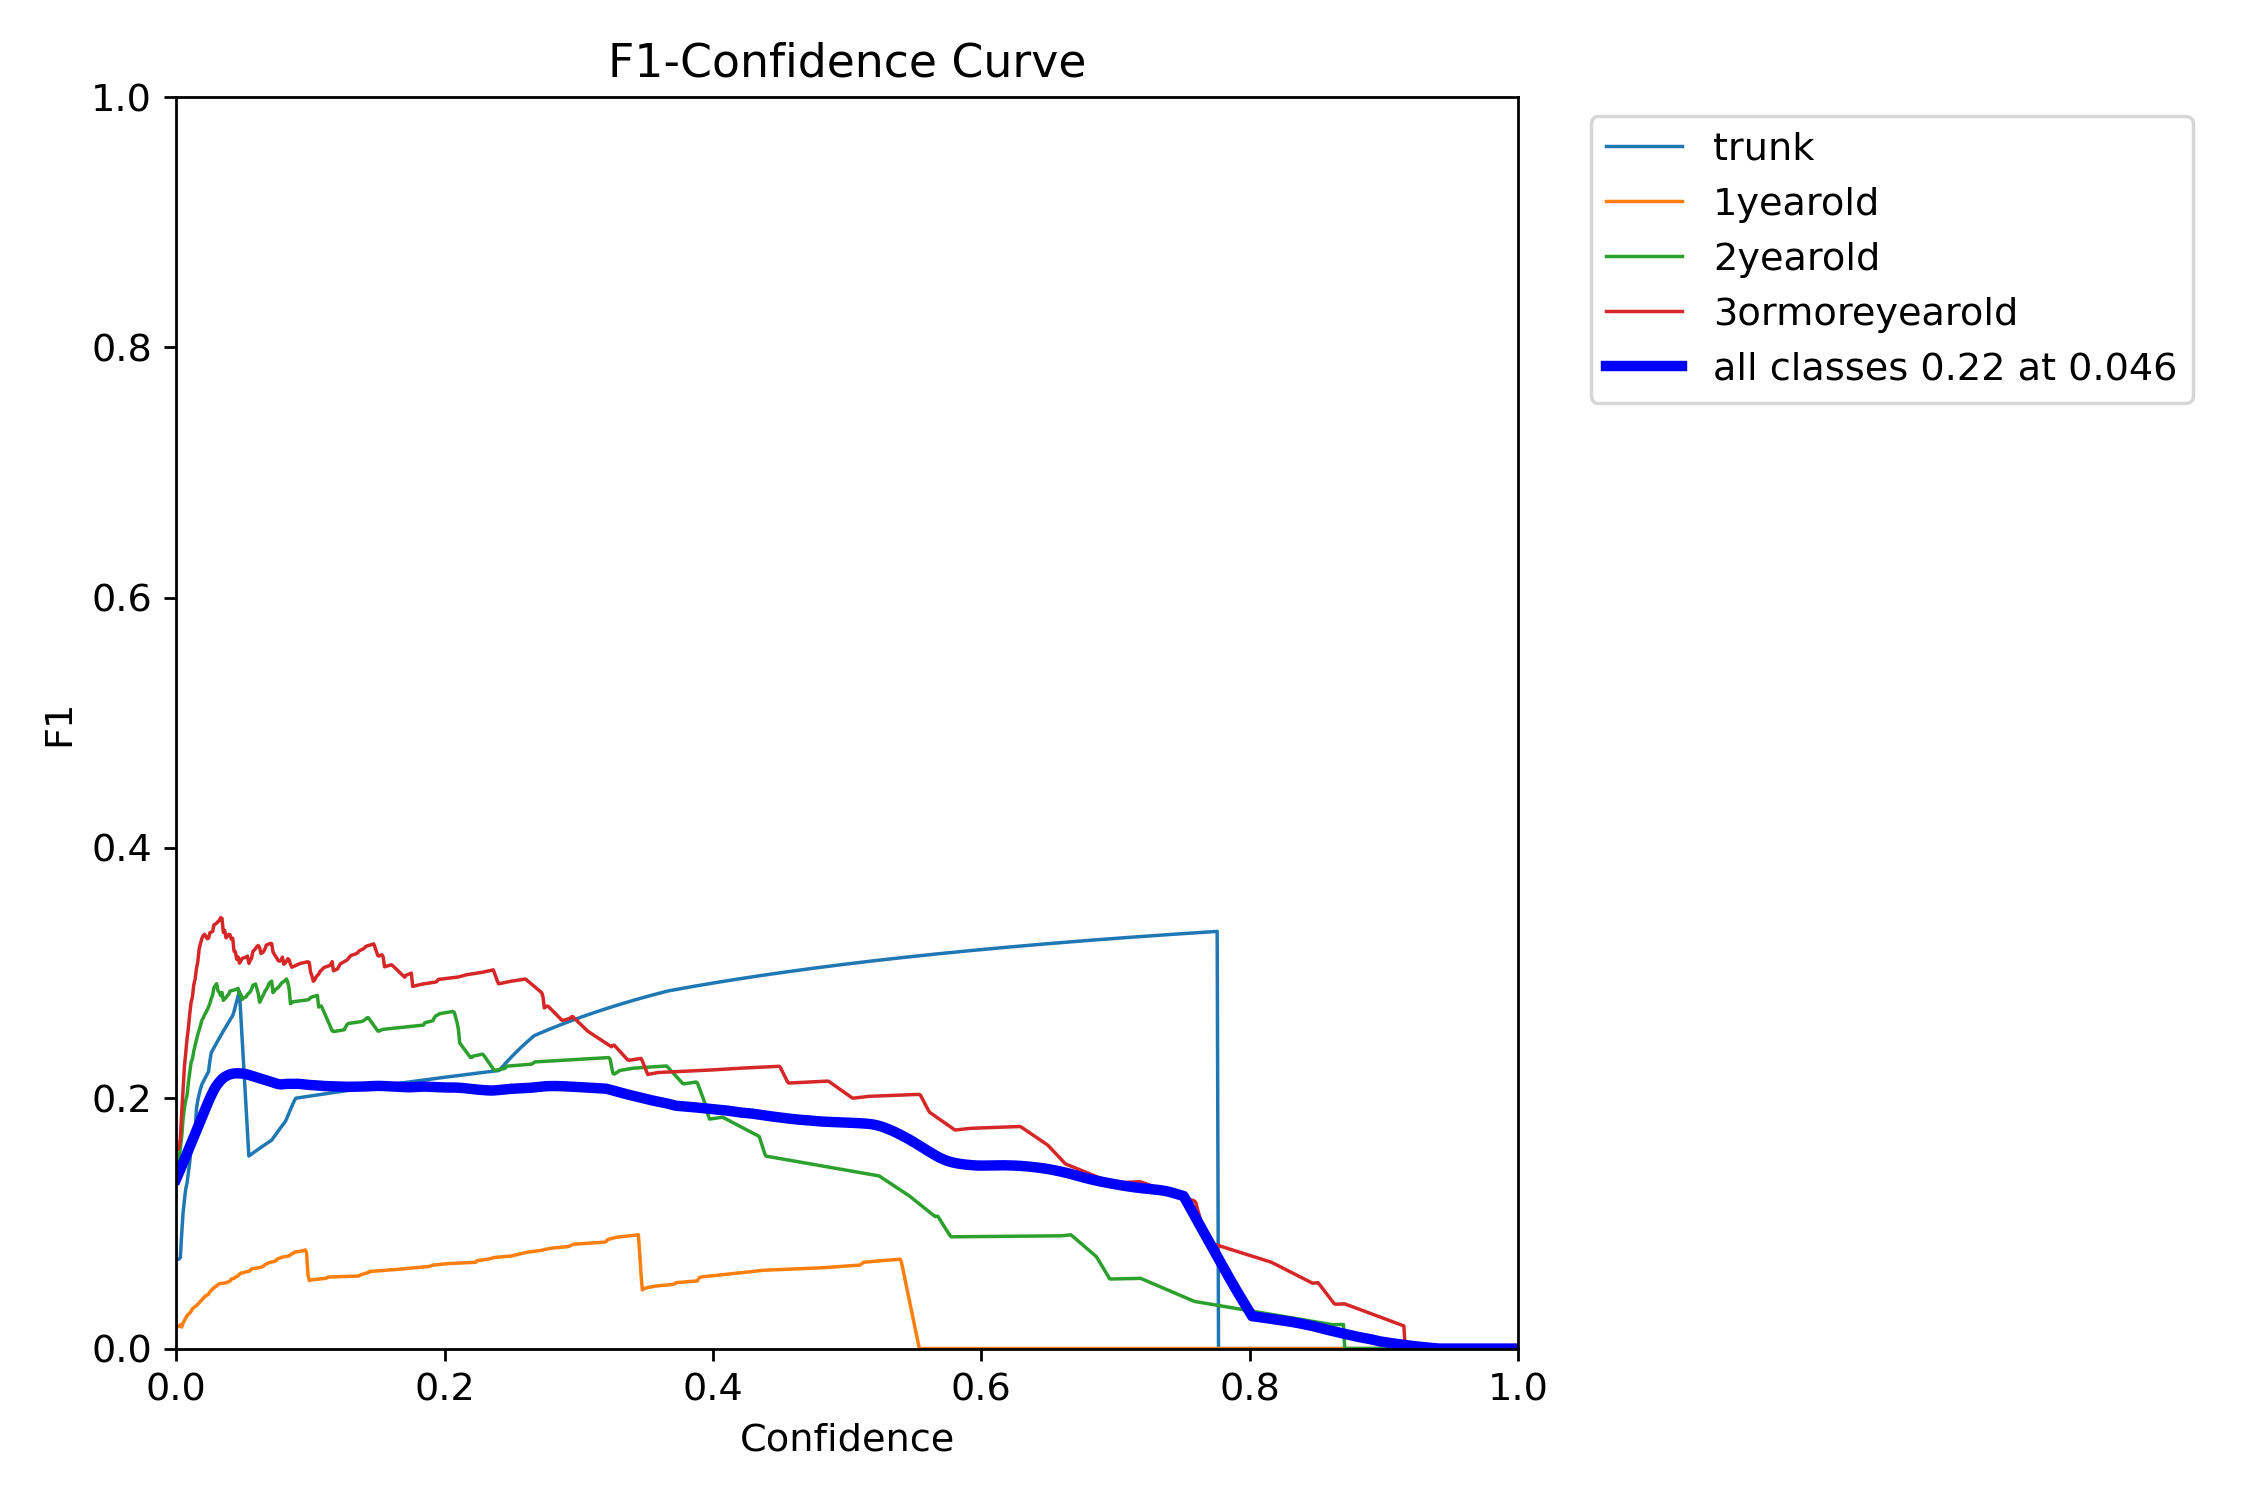 F1-Confidence Curve
1.0
0.8
0.6
0.4
0.2
0.0
F1
0.0 0.2 0.4 0.6 0.8 1.0
Confidence
trunk
1yearold
2yearold
3ormoreyearold
all classes 0.22 at 0.046